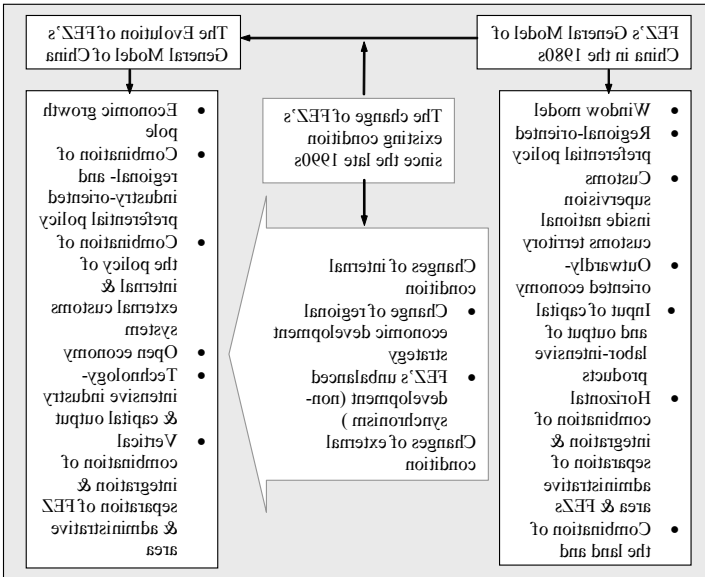 FEZ's General Model of
China in the 1980s
The Evolution of FEZ's
General Model of China
The change of FEZ's
existing condition
since the late 1990s
• Window model
• Regional-oriented
preferential policy
• Customs
supervision
inside national
customs territory
• Outwardly-
oriented economy
• Input of capital
and output of
labor-intensive
products
• Horizontal
combination of
integration &
separation of
administrative
area & FEZs
• Combination of
the land and
Changes of internal
condition
• Change of regional
economic development
strategy
• FEZ's unbalanced
development (non-
synchronism )
Changes of external
condition
• Economic growth
pole
• Combination of
regional- and
industry-oriented
preferential policy
• Combination of
the policy of
internal &
external customs
system
• Open economy
• Technology-
intensive industry
& capital output
• Vertical
combination of
integration &
separation of FEZ
& administrative
area